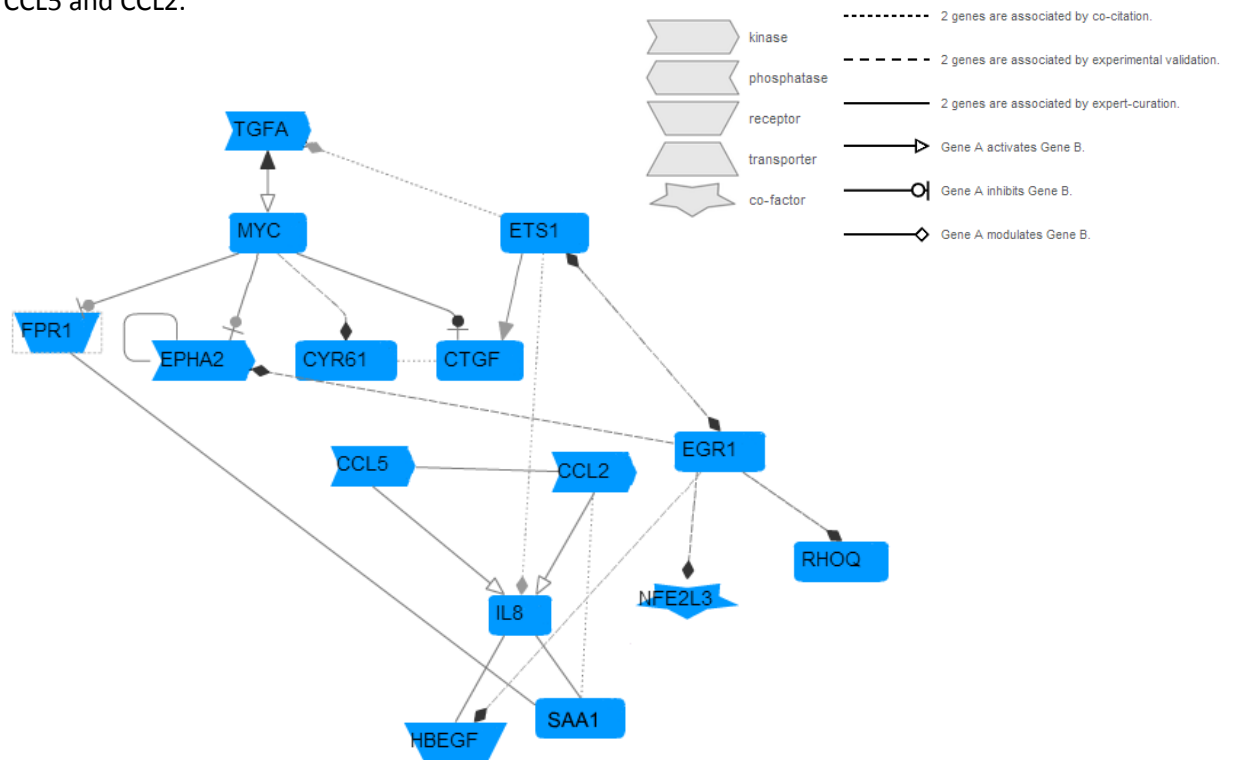 CCL5 and CCL2.
kinase
phosphatase
receptor
transporter
co-factor
2 genes are associated by co-citation.
2 genes are associated by experimental validation.
2 genes are associated by expert-curation.
Gene A activates Gene B.
Gene A inhibits Gene B.
Gene A modulates Gene B.
TGFA
MYC
ETS1
FPR1
EPHA2
CYR61
CTGF
EGR1
CCL5
CCL2
RHOQ
NFE2L3
IL8
SAA1
HBEGF